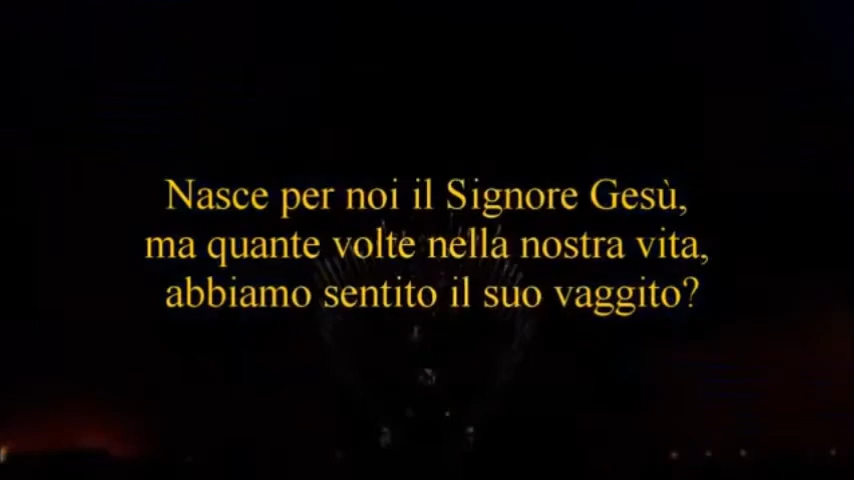 Nasce per noi il Signore Gesù,
ma quante volte nella nostra vita,
abbiamo sentito il suo vaggito?